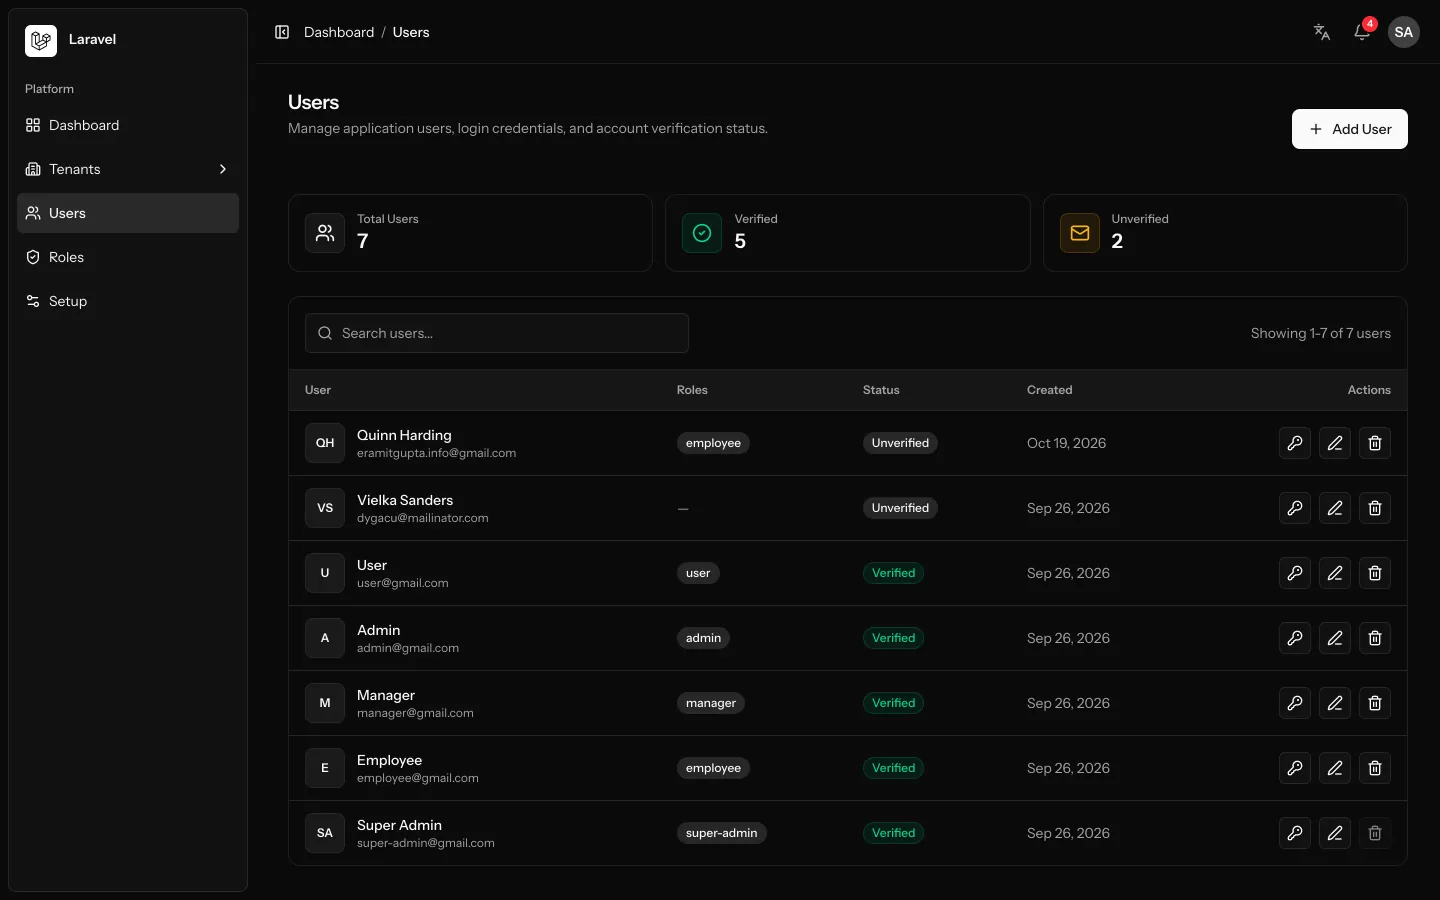 Laravel
Platform
Dashboard
Tenants
Users
Roles
Setup
Dashboard / Users
4
SA
Users
Manage application users, login credentials, and account verification status.
+ Add User
Total Users
7
Verified
5
Unverified
2
Search users...
Showing 1-7 of 7 users
User Roles Status Created Actions
QH Quinn Harding employee Unverified Oct 19, 2026
eramitgupta.info@gmail.com
VS Vielka Sanders — Unverified Sep 26, 2026
dygacu@mailinator.com
U User user Verified Sep 26, 2026
user@gmail.com
A Admin admin Verified Sep 26, 2026
admin@gmail.com
M Manager manager Verified Sep 26, 2026
manager@gmail.com
E Employee employee Verified Sep 26, 2026
employee@gmail.com
SA Super Admin super-admin Verified Sep 26, 2026
super-admin@gmail.com